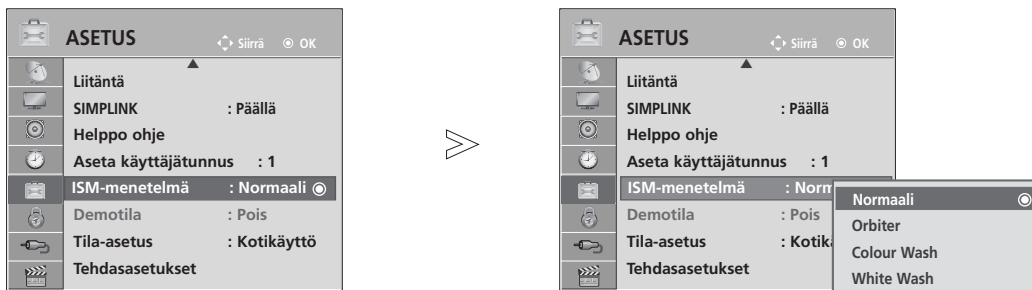 ASETUS
Siirrä OK
Liitäntä
SIMPLINK : Päällä
Helppo ohje
Aseta käyttäjätunnus : 1
ISM-menetelmä : Normaali
Demotila : Pois
Tila-asetus : Kotikäyttö
Tehdasasetukset
ASETUS
Siirrä OK
Liitäntä
SIMPLINK : Päällä
Helppo ohje
Aseta käyttäjätunnus : 1
ISM-menetelmä : Norm
Demotila : Pois
Tila-asetus : Kotik
Tehdasasetukset
Normaali
Orbiter
Colour Wash
White Wash